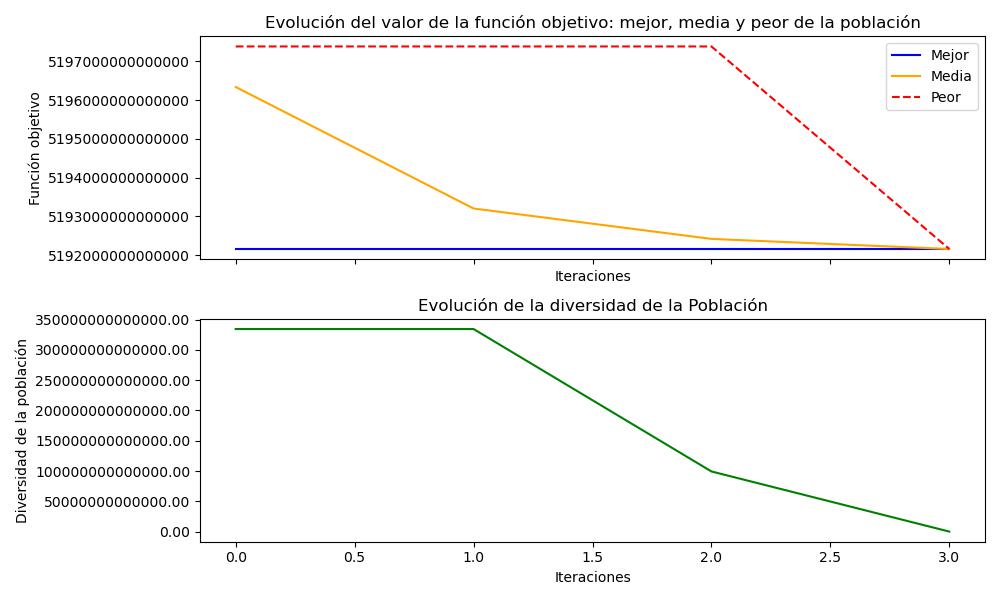 Evolución del valor de la función objetivo: mejor, media y peor de la población
Función objetivo
5197000000000000
5196000000000000
5195000000000000
5194000000000000
5193000000000000
5192000000000000
Mejor
Media
Peor
Iteraciones
Evolución de la diversidad de la Población
Diversidad de la población
350000000000000.00
300000000000000.00
250000000000000.00
200000000000000.00
150000000000000.00
100000000000000.00
50000000000000.00
0.00
0.0 0.5 1.0 1.5 2.0 2.5 3.0
Iteraciones